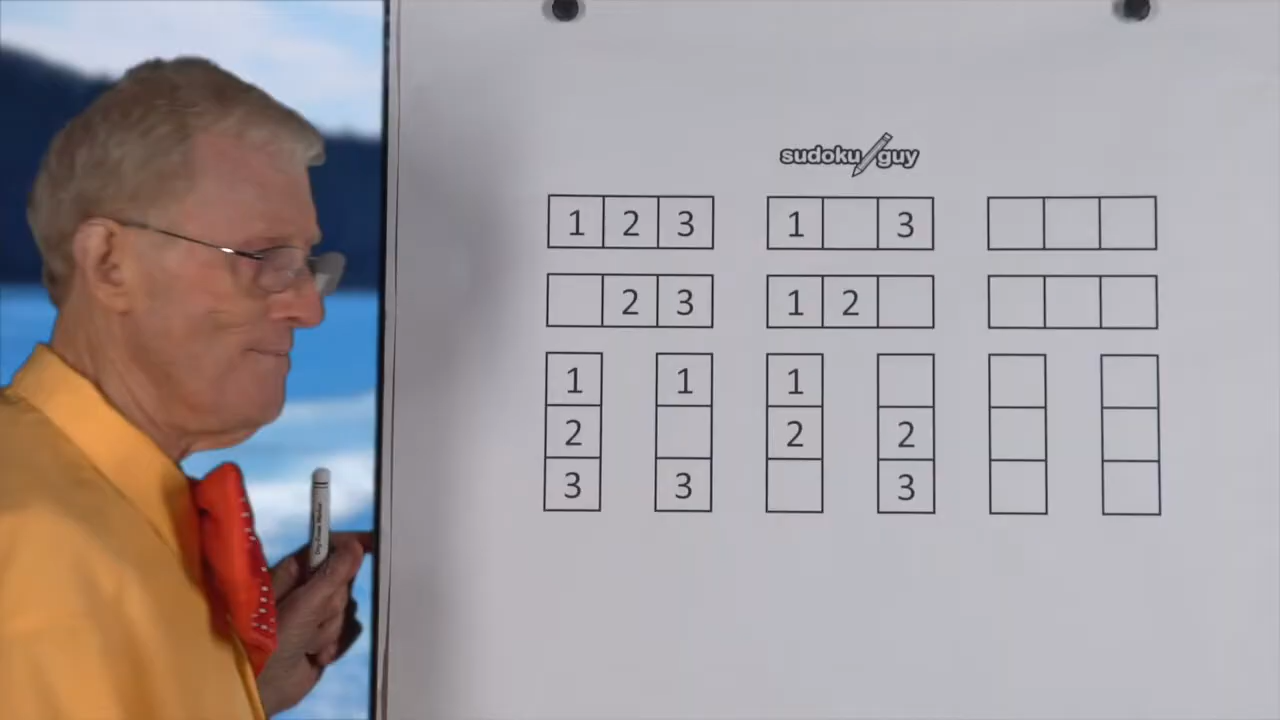 sudoku guy
1 2 3 1 3
2 3 1 2
1 1 1
2 2 2
3 3 3